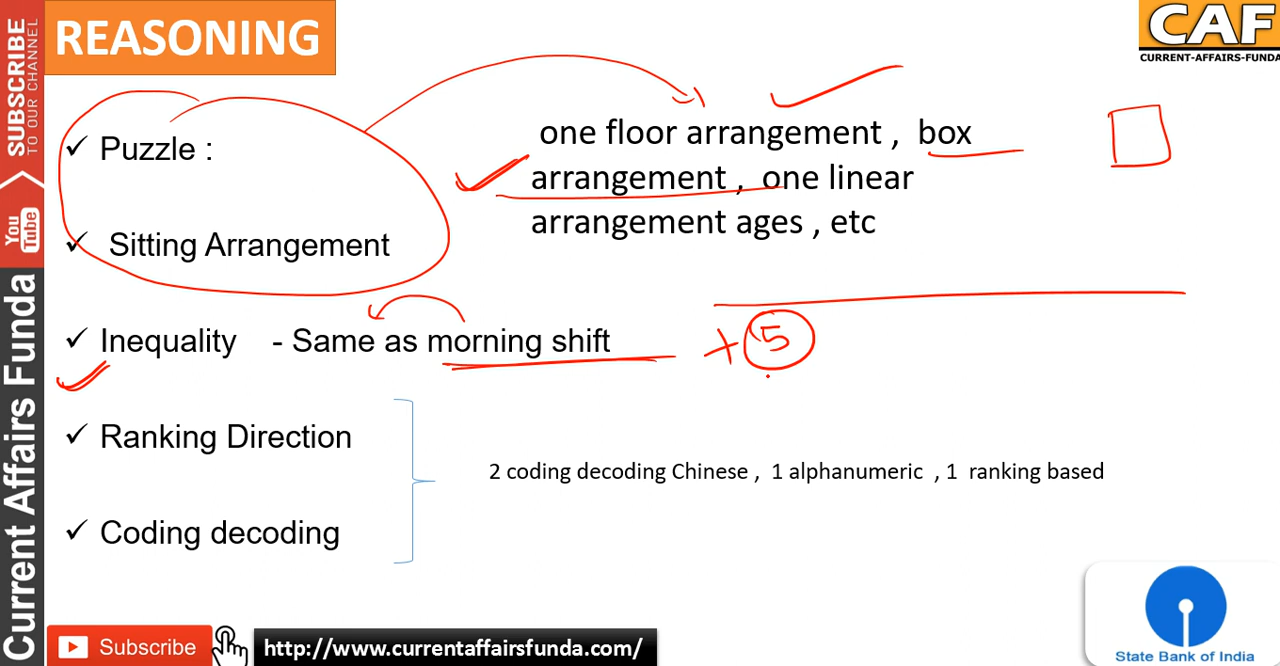 REASONING
CAF
CURRENT-AFFAIRS-FUNDA
SUBSCRIBE
TO OUR CHANNEL
You
Tube
Current Affairs Funda
✓ Puzzle :
one floor arrangement , box
arrangement , one linear
arrangement ages , etc
✓ Sitting Arrangement
✓ Inequality - Same as morning shift
+ 5
✓ Ranking Direction
2 coding decoding Chinese , 1 alphanumeric , 1 ranking based
✓ Coding decoding
Subscribe
http://www.currentaffairsfunda.com/
State Bank of India